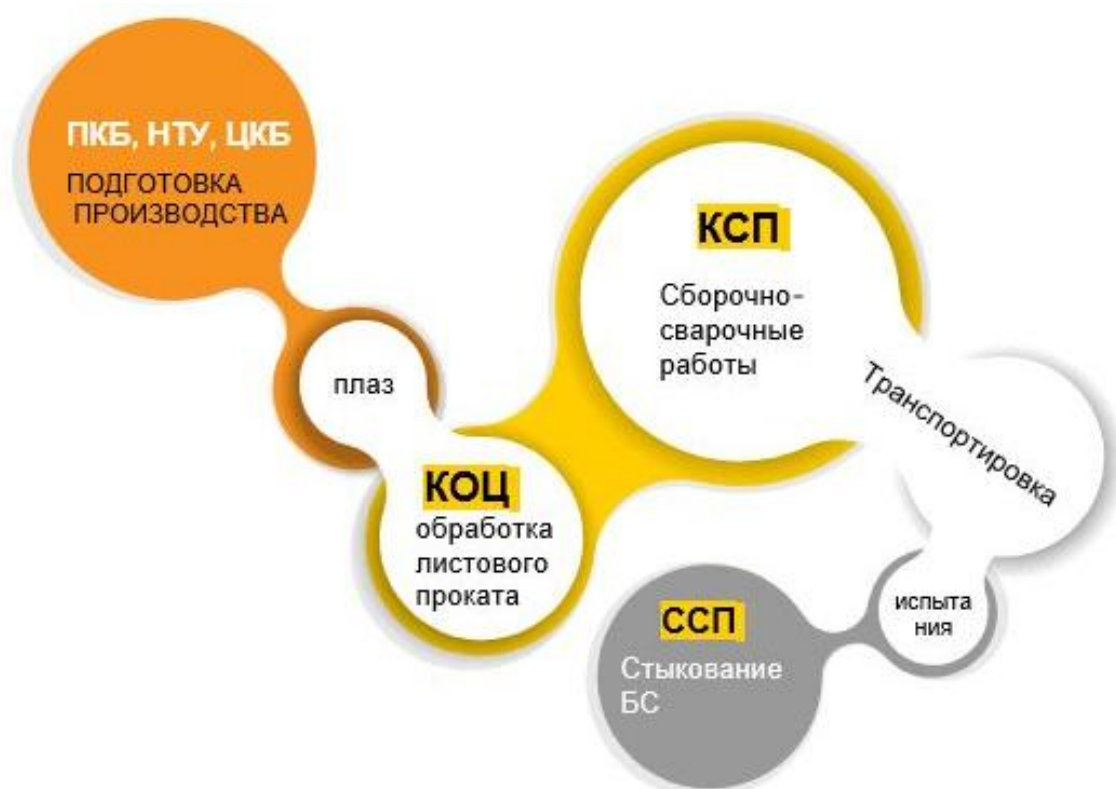 ПКБ, НТУ, ЦКБ
ПОДГОТОВКА
ПРОИЗВОДСТВА
плаз
КОЦ
обработка
листового
проката
КСП
Сборочно-
сварочные
работы
Транспортировка
испыта
ния
ССП
Стыкование
БС